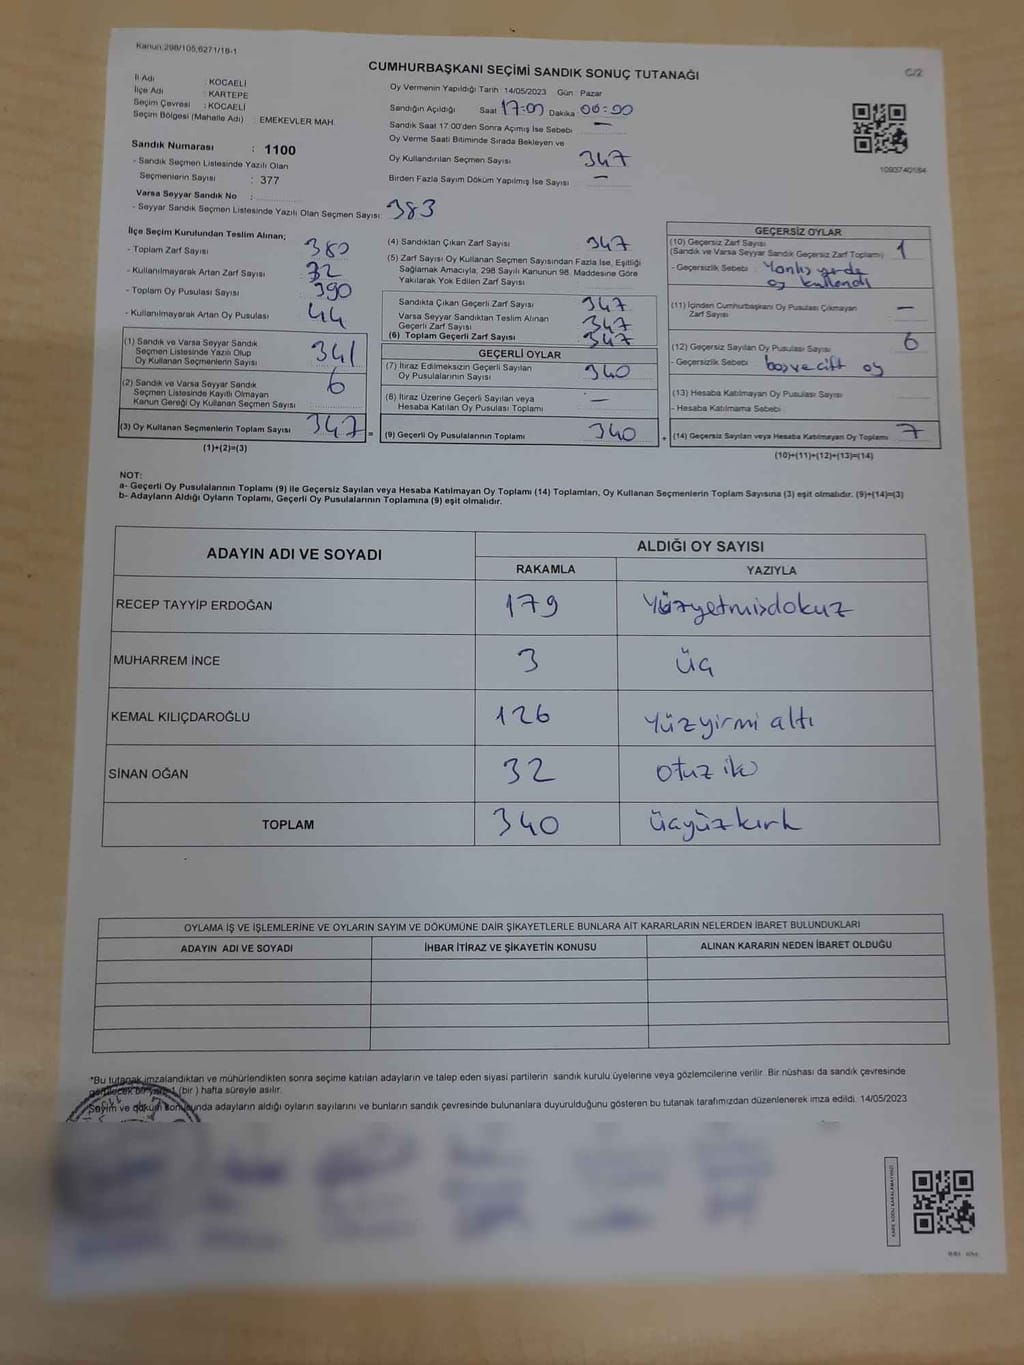 Kanun:298/105,6271/16-1
CUMHURBAŞKANI SEÇİMİ SANDIK SONUÇ TUTANAĞI
C/2
İl Adı : KOCAELİ
İlçe Adı : KARTEPE
Seçim Çevresi : KOCAELİ
Seçim Bölgesi (Mahalle Adı) : EMEKEVLER MAH.
Sandık Numarası : 1100
- Sandık Seçmen Listesinde Yazılı Olan
Seçmenlerin Sayısı : 377
Varsa Seyyar Sandık No :
- Seyyar Sandık Seçmen Listesinde Yazılı Olan Seçmen Sayısı: 383
Oy Vermenin Yapıldığı Tarih : 14/05/2023 Gün : Pazar
Sandığın Açıldığı Saat 17:00 Dakika 00:00
Sandık Saat 17.00'den Sonra Açımış İse Sebebi —
Oy Verme Saati Bitiminde Sırada Bekleyen ve
Oy Kullandırılan Seçmen Sayısı 347
Birden Fazla Sayım Döküm Yapılmış İse Sayısı —
İlçe Seçim Kurulundan Teslim Alınan;
- Toplam Zarf Sayısı 380
- Kullanılmayarak Artan Zarf Sayısı 32
- Toplam Oy Pusulası Sayısı 390
- Kullanılmayarak Artan Oy Pusulası 44
(1) Sandık ve Varsa Seyyar Sandık
Seçmen Listesinde Yazılı Olup
Oy Kullanan Seçmenlerin Sayısı 341
(2) Sandık ve Varsa Seyyar Sandık
Seçmen Listesinde Kayıtlı Olmayan
Kanun Gereği Oy Kullanan Seçmen Sayısı 6
(3) Oy Kullanan Seçmenlerin Toplam Sayısı 347 =
(1)+(2)=(3)
(4) Sandıktan Çıkan Zarf Sayısı 347
(5) Zarf Sayısı Oy Kullanan Seçmen Sayısından Fazla İse, Eşitliği
Sağlamak Amacıyla, 298 Sayılı Kanunun 98. Maddesine Göre
Yakılarak Yok Edilen Zarf Sayısı
Sandıkta Çıkan Geçerli Zarf Sayısı 347
Varsa Seyyar Sandıktan Teslim Alınan
Geçerli Zarf Sayısı 347
(6) Toplam Geçerli Zarf Sayısı 347
GEÇERLİ OYLAR
(7) İtiraz Edilmeksizin Geçerli Sayılan
Oy Pusulalarının Sayısı 340
(8) İtiraz Üzerine Geçerli Sayılan veya
Hesaba Katılan Oy Pusulası Toplamı —
(9) Geçerli Oy Pusulalarının Toplamı 340 +
GEÇERSİZ OYLAR
(10) Geçersiz Zarf Sayısı
(Sandık ve Varsa Seyyar Sandık Geçersiz Zarf Toplamı) 1
- Geçersizlik Sebebi : Yanlış yerde
oy kullandı
(11) İçinden Cumhurbaşkanı Oy Pusulası Çıkmayan
Zarf Sayısı —
(12) Geçersiz Sayılan Oy Pusulası Sayısı 6
- Geçersizlik Sebebi boş ve çift oy
(13) Hesaba Katılmayan Oy Pusulası Sayısı
- Hesaba Katılmama Sebebi
(14) Geçersiz Sayılan veya Hesaba Katılmayan Oy Toplamı 7
(10)+(11)+(12)+(13)=(14)
NOT:
a- Geçerli Oy Pusulalarının Toplamı (9) ile Geçersiz Sayılan veya Hesaba Katılmayan Oy Toplamı (14) Toplamları, Oy Kullanan Seçmenlerin Toplam Sayısına (3) eşit olmalıdır. (9)+(14)=(3)
b- Adayların Aldığı Oyların Toplamı, Geçerli Oy Pusulalarının Toplamına (9) eşit olmalıdır.
ADAYIN ADI VE SOYADI ALDIĞI OY SAYISI
RAKAMLA YAZIYLA
RECEP TAYYİP ERDOĞAN 179 Yüzyetmişdokuz
MUHARREM İNCE 3 üç
KEMAL KILIÇDAROĞLU 126 yüzyirmi altı
SİNAN OĞAN 32 otuz iki
TOPLAM 340 üçyüzkırk
OYLAMA İŞ VE İŞLEMLERİNE VE OYLARIN SAYIM VE DÖKÜMÜNE DAİR ŞİKAYETLERLE BUNLARA AİT KARARLARIN NELERDEN İBARET BULUNDUKLARI
ADAYIN ADI VE SOYADI İHBAR İTİRAZ VE ŞİKAYETİN KONUSU ALINAN KARARIN NEDEN İBARET OLDUĞU
*Bu tutanak imzalandıktan ve mühürlendikten sonra seçime katılan adayların ve talep eden siyasi partilerin sandık kurulu üyelerine veya gözlemcilerine verilir. Bir nüshası da sandık çevresinde
görülecek bir yere 1 (bir) hafta süreyle asılır.
Sayım ve döküm sonucunda adayların aldığı oyların sayılarını ve bunların sandık çevresinde bulunanlara duyurulduğunu gösteren bu tutanak tarafımızdan düzenlenerek imza edildi. 14/05/2023